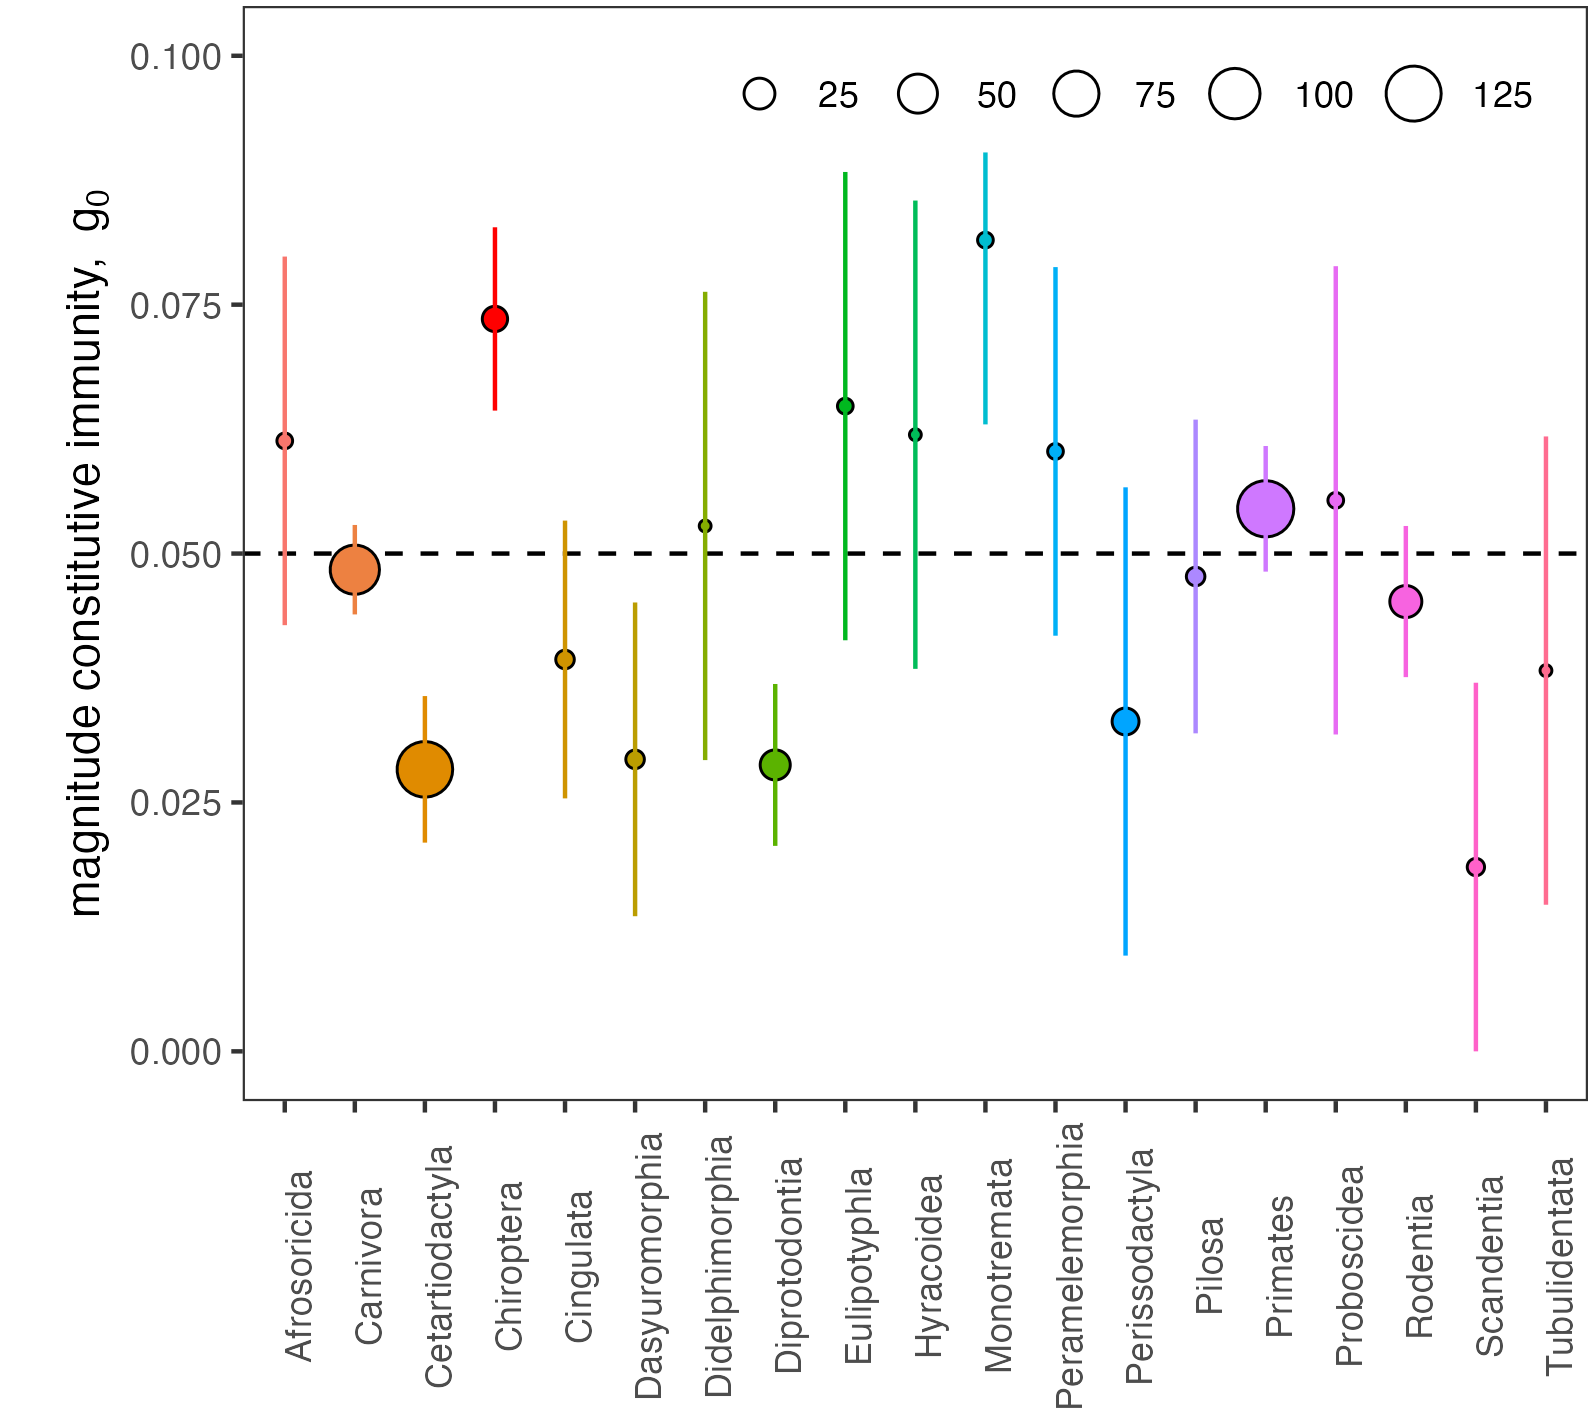 0.100
25 50 75 100 125
0.075
0.050
0.025
0.000
magnitude constitutive immunity, g₀
Afrosoricida
Carnivora
Cetartiodactyla
Chiroptera
Cingulata
Dasyuromorphia
Didelphimorphia
Diprotodontia
Eulipotyphla
Hyracoidea
Monotremata
Peramelemorphia
Perissodactyla
Pilosa
Primates
Proboscidea
Rodentia
Scandentia
Tubulidentata